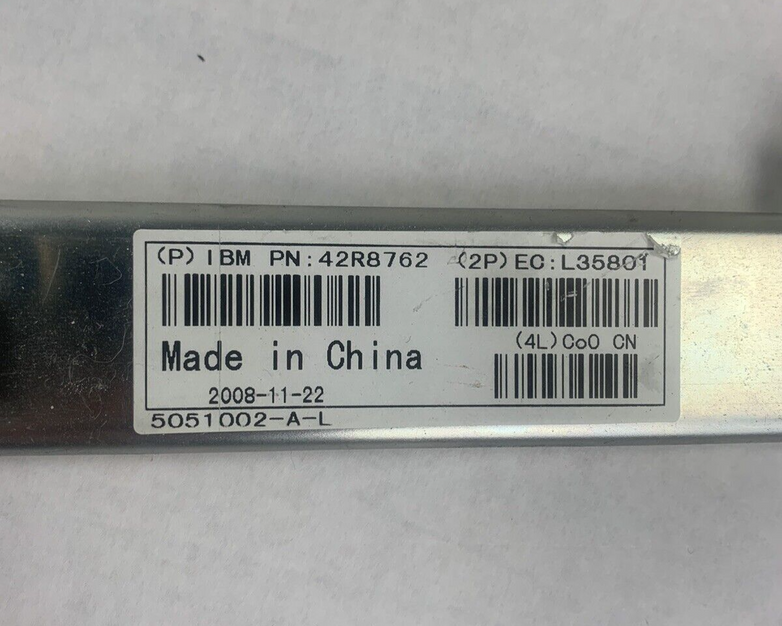 (P) IBM PN:42R8762 (2P) EC:L35801
(4L) CoO CN
Made in China
2008-11-22
5051002-A-L